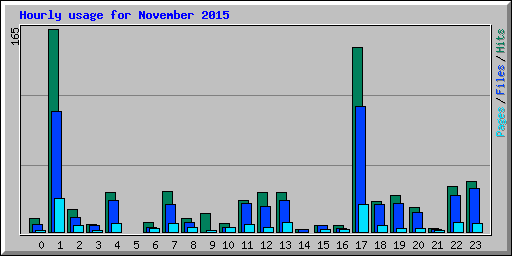 Hourly usage for November 2015
165
Pages/Files/Hits
0 1 2 3 4 5 6 7 8 9 10 11 12 13 14 15 16 17 18 19 20 21 22 23